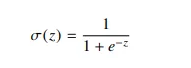 σ(z) = 1 / (1 + e^{-z})